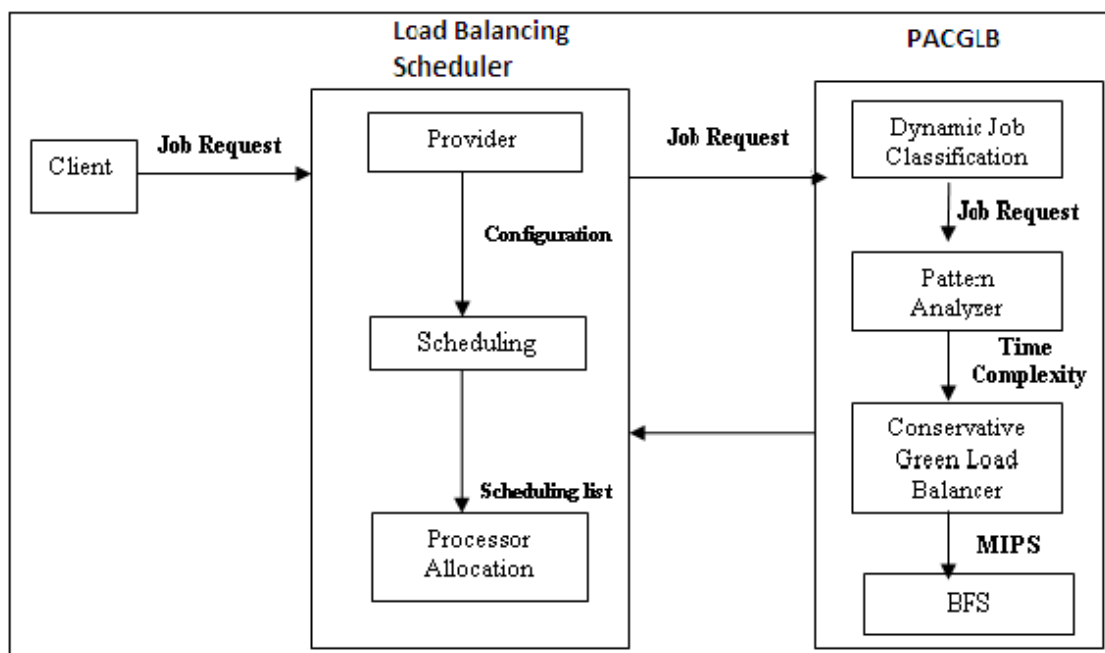 Load Balancing
Scheduler
PACGLB
Client
Job Request
Provider
Configuration
Scheduling
Scheduling list
Processor
Allocation
Job Request
Dynamic Job
Classification
Job Request
Pattern
Analyzer
Time
Complexity
Conservative
Green Load
Balancer
MIPS
BFS